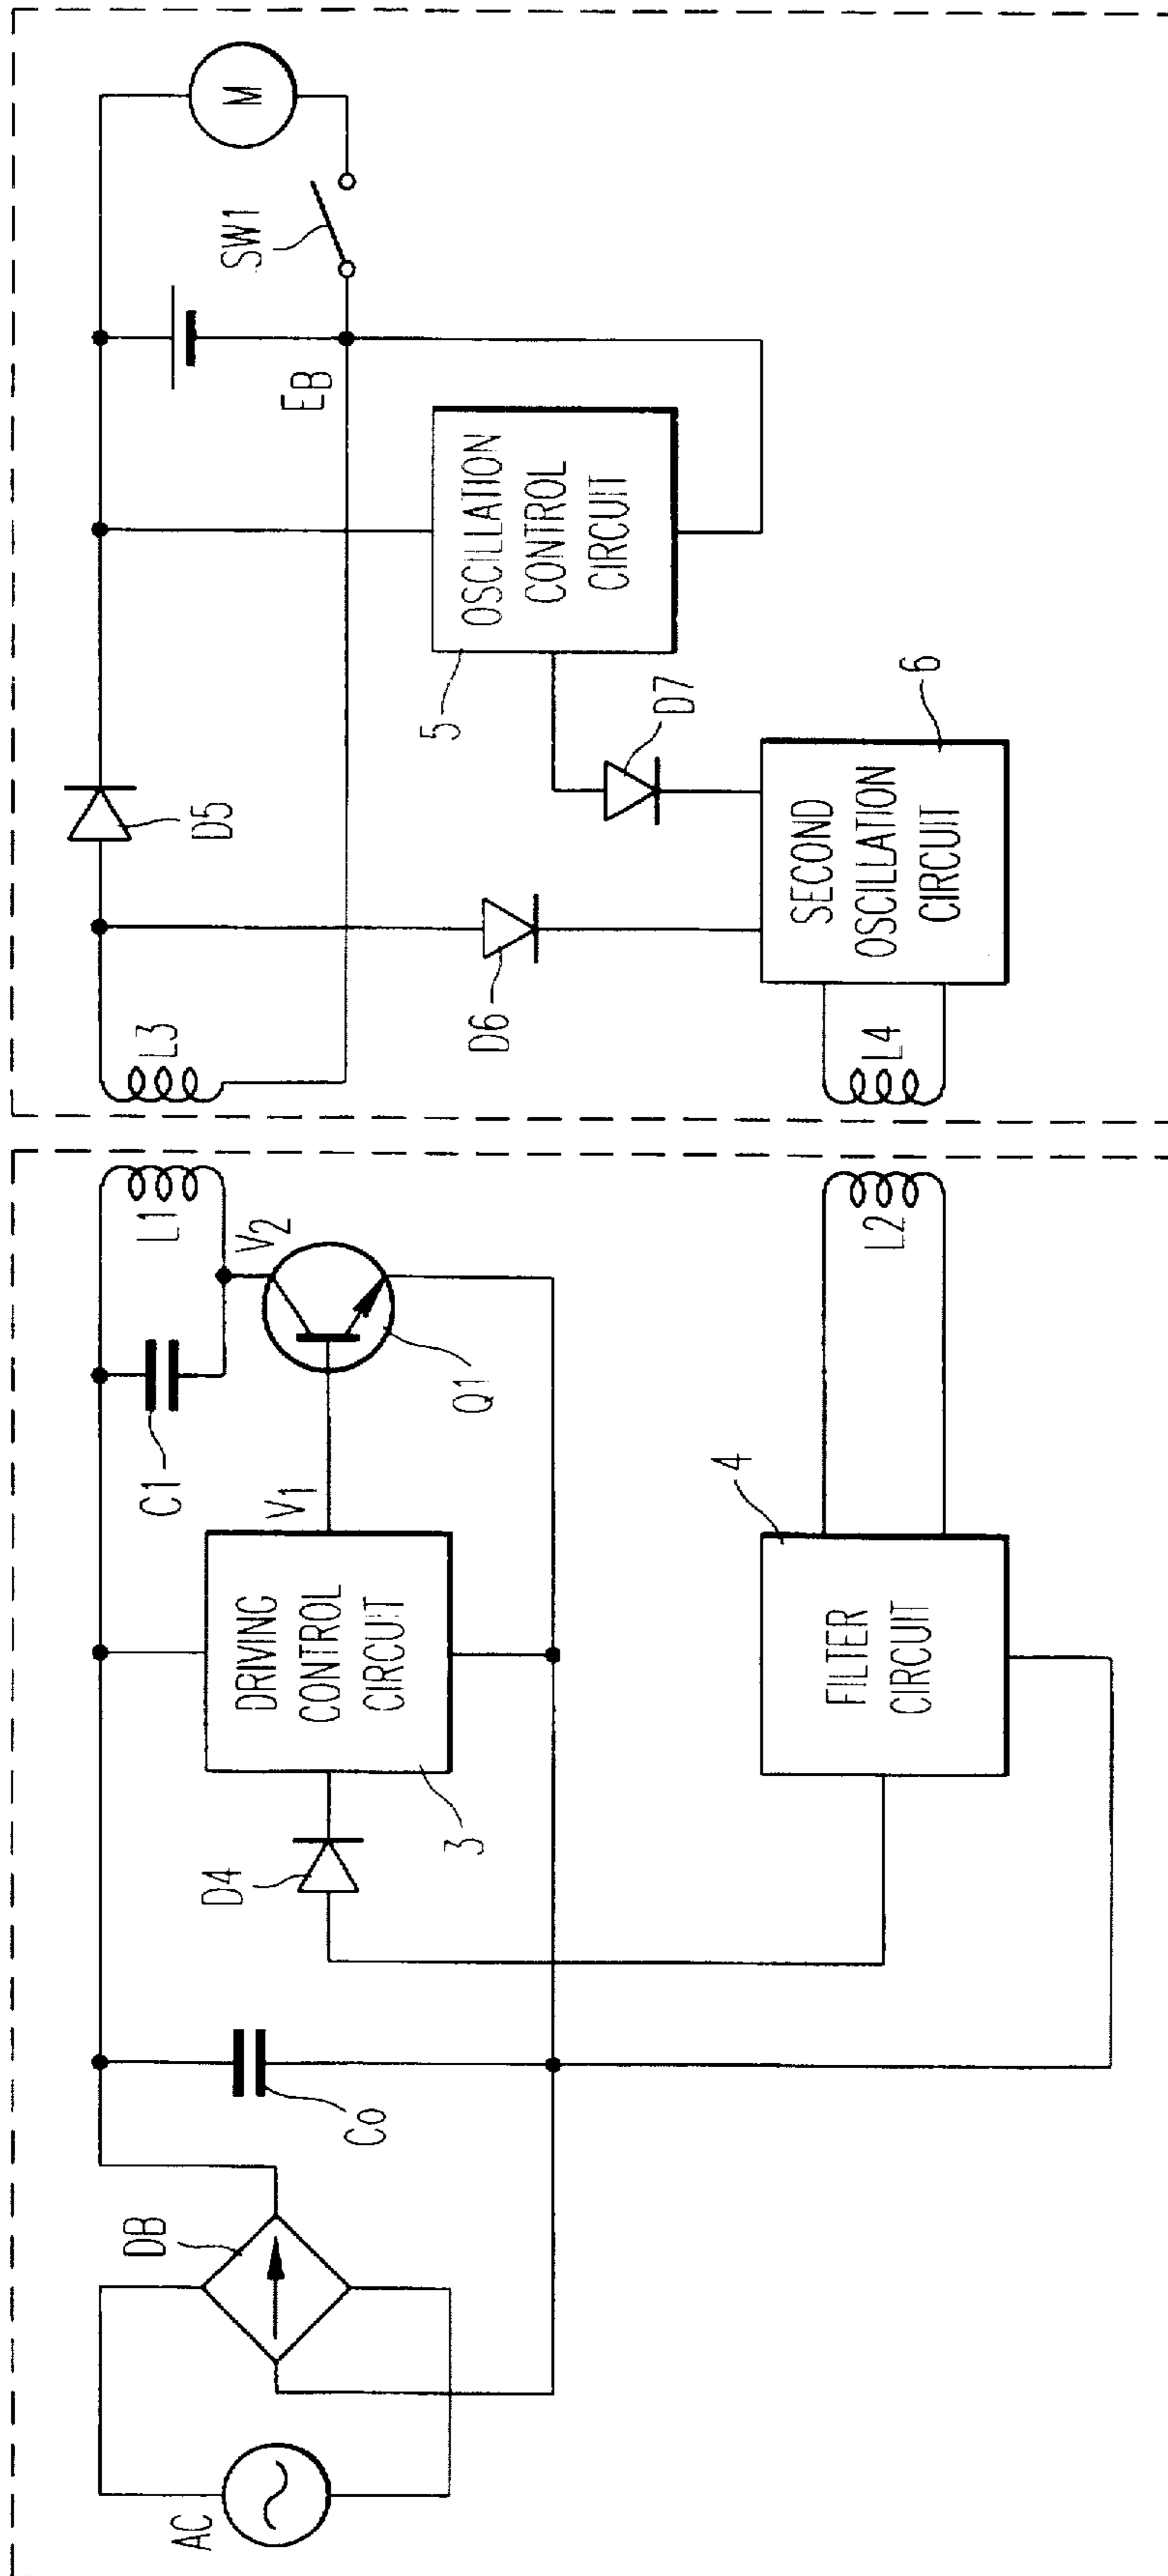 AC
DB
Co
D4
DRIVING
CONTROL
CIRCUIT
3
V1
C1
L1
V2
Q1
FILTER
CIRCUIT
4
L2
L3
D5
D6
D7
5
OSCILLATION
CONTROL
CIRCUIT
EB
SW1
M
L4
SECOND
OSCILLATION
CIRCUIT
6